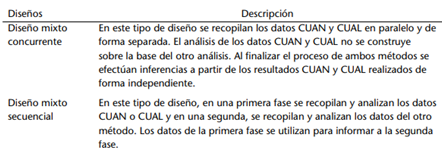 Diseños Descripción
Diseño mixto concurrente En este tipo de diseño se recopilan los datos CUAN y CUAL en paralelo y de
forma separada. El análisis de los datos CUAN y CUAL no se construye
sobre la base del otro análisis. Al finalizar el proceso de ambos métodos se
efectúan inferencias a partir de los resultados CUAN y CUAL realizados de
forma independiente.
Diseño mixto secuencial En este tipo de diseño, en una primera fase se recopilan y analizan los datos
CUAN o CUAL y en una segunda, se recopilan y analizan los datos del otro
método. Los datos de la primera fase se utilizan para informar a la segunda
fase.